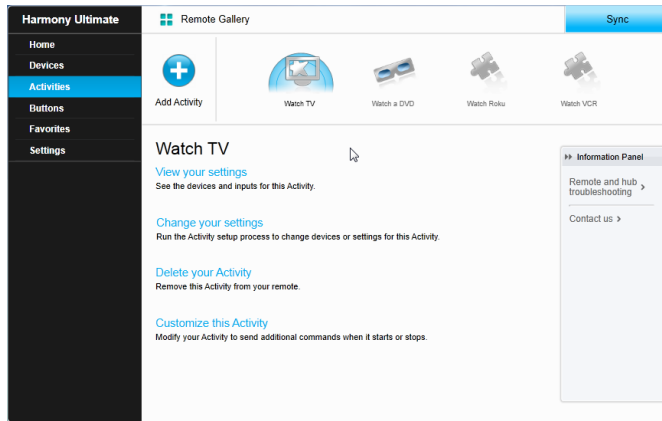 Harmony Ultimate
Remote Gallery
Sync
Home
Devices
Activities
Buttons
Favorites
Settings
Add Activity
Watch TV
Watch a DVD
Watch Roku
Watch VCR
Watch TV
View your settings
See the devices and inputs for this Activity.
Change your settings
Run the Activity setup process to change devices or settings for this Activity.
Delete your Activity
Remove this Activity from your remote.
Customize this Activity
Modify your Activity to send additional commands when it starts or stops.
Information Panel
Remote and hub
troubleshooting
Contact us